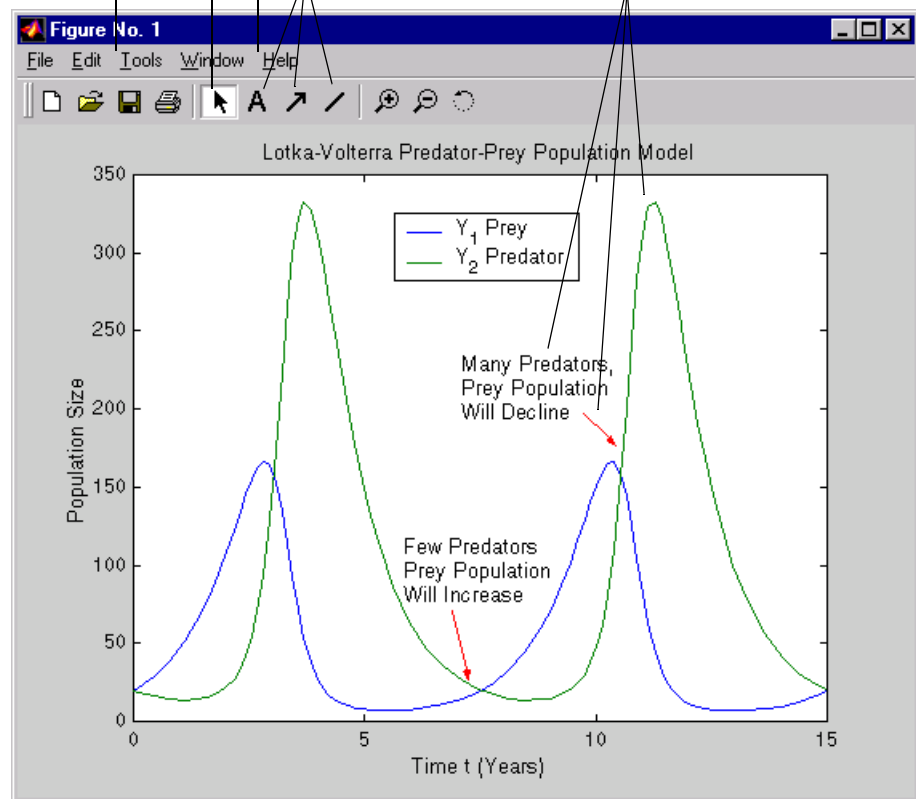 Figure No. 1
File Edit Tools Window Help
A
Lotka-Volterra Predator-Prey Population Model
350
300
250
200
150
100
50
0
Population Size
Y1 Prey
Y2 Predator
Many Predators,
Prey Population
Will Decline
Few Predators
Prey Population
Will Increase
0 5 10 15
Time t (Years)